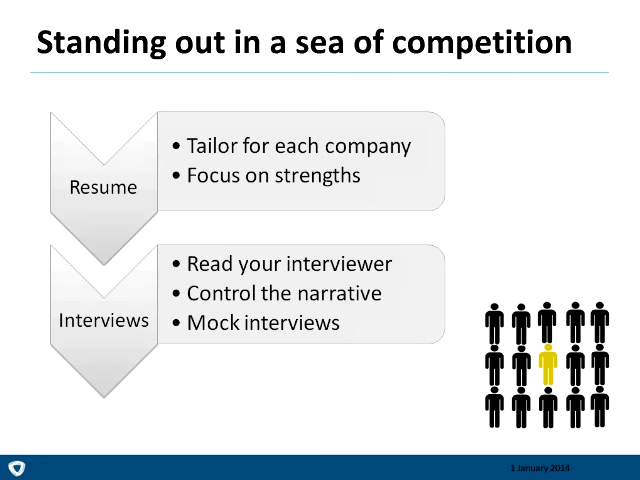 Standing out in a sea of competition
Resume
• Tailor for each company
• Focus on strengths
Interviews
• Read your interviewer
• Control the narrative
• Mock interviews
1 January 2014